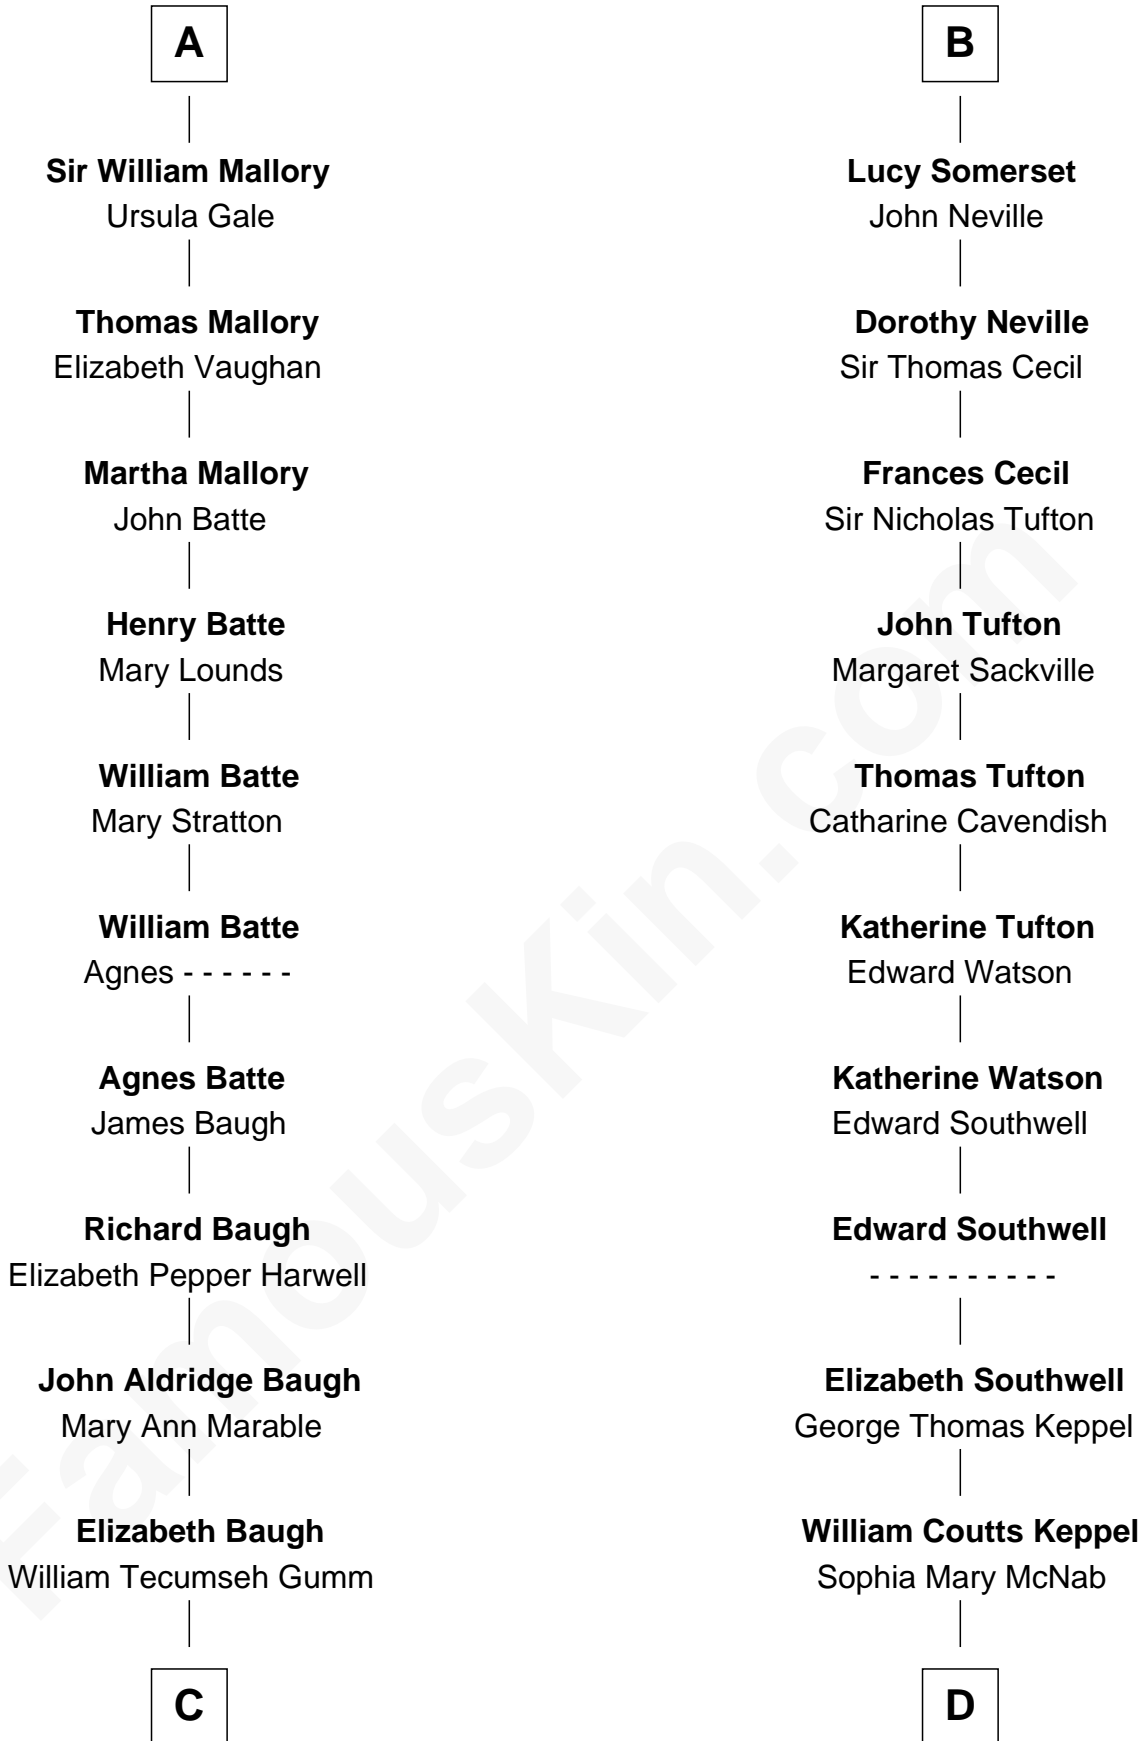 A
Sir William Mallory
Ursula Gale
Thomas Mallory
Elizabeth Vaughan
Martha Mallory
John Batte
Henry Batte
Mary Lounds
William Batte
Mary Stratton
William Batte
Agnes - - - - - -
Agnes Batte
James Baugh
Richard Baugh
Elizabeth Pepper Harwell
John Aldridge Baugh
Mary Ann Marable
Elizabeth Baugh
William Tecumseh Gumm
C
B
Lucy Somerset
John Neville
Dorothy Neville
Sir Thomas Cecil
Frances Cecil
Sir Nicholas Tufton
John Tufton
Margaret Sackville
Thomas Tufton
Catharine Cavendish
Katherine Tufton
Edward Watson
Katherine Watson
Edward Southwell
Edward Southwell
- - - - - - - - - -
Elizabeth Southwell
George Thomas Keppel
William Coutts Keppel
Sophia Mary McNab
D
FamousKin.com